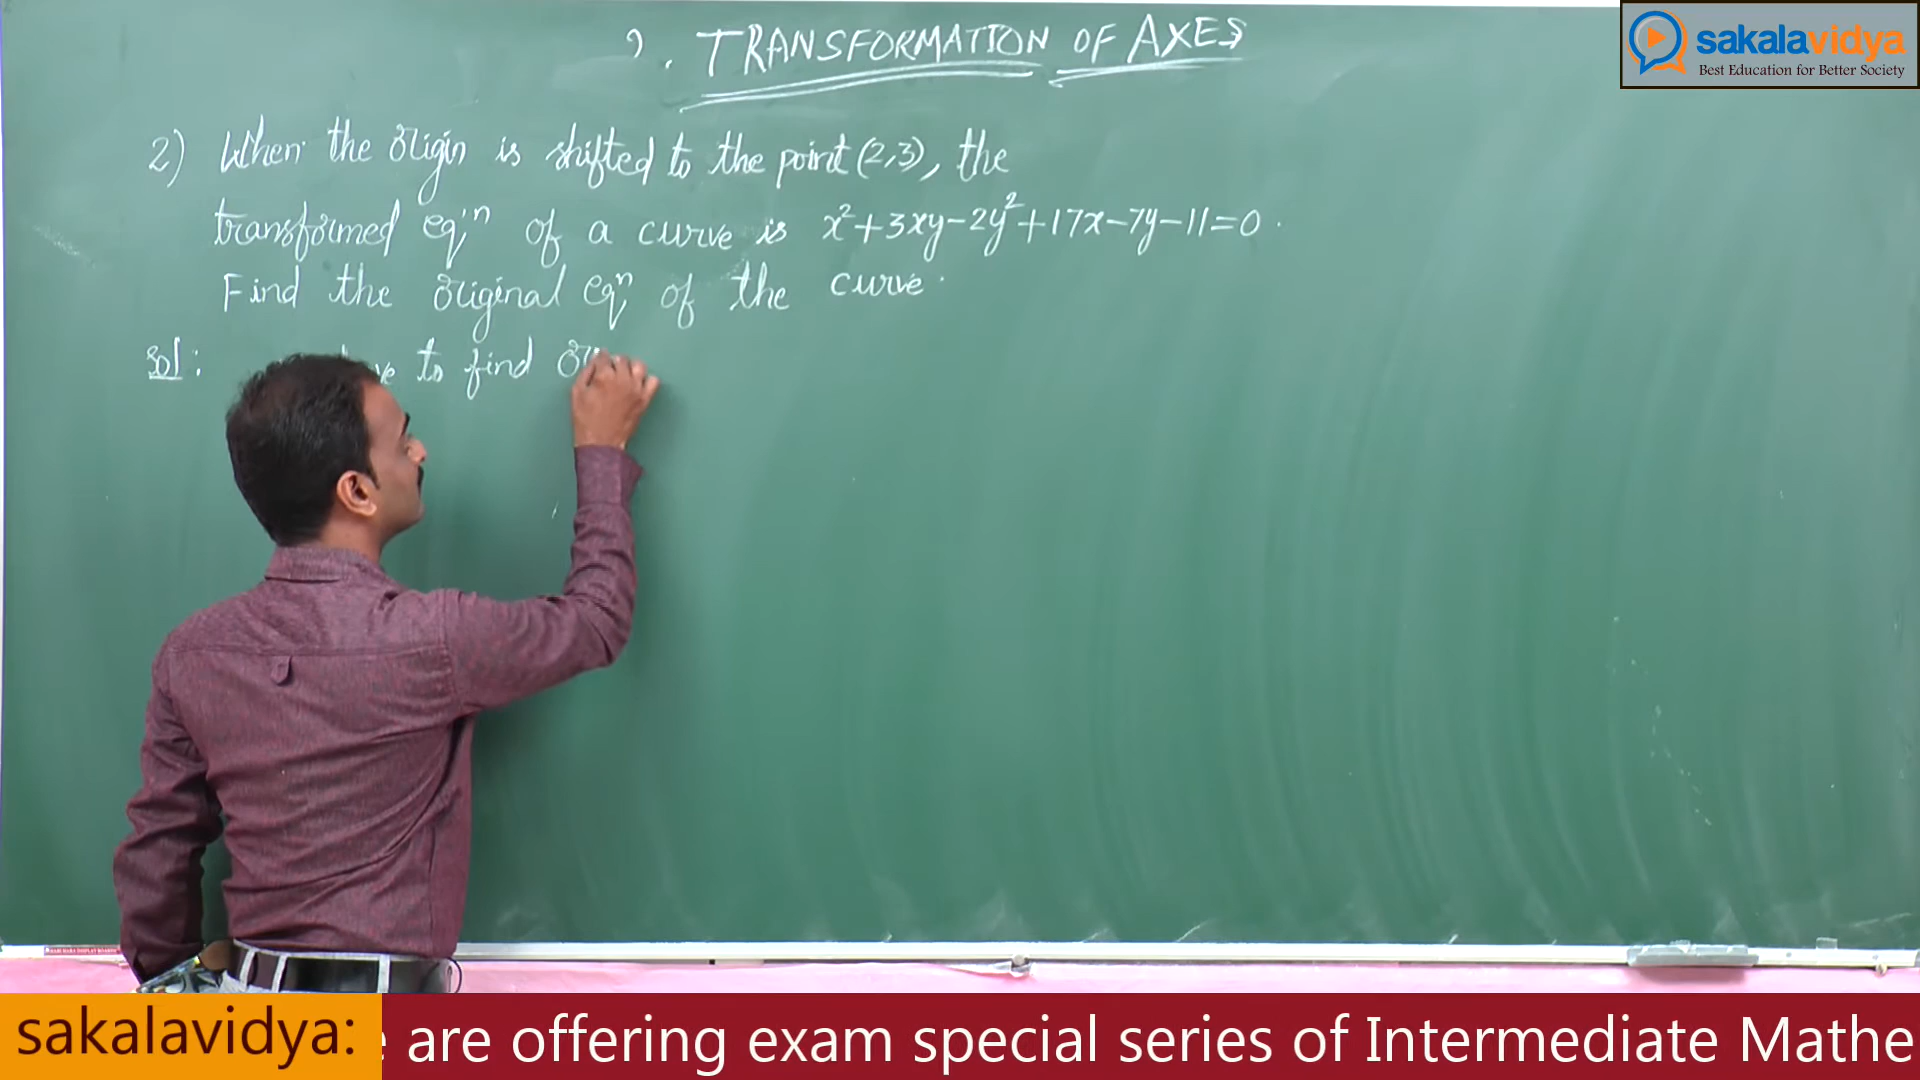 2. TRANSFORMATION OF AXES
sakalavidya
Best Education for Better Society
2) When the origin is shifted to the point (2,3), the
transformed eq'n of a curve is x²+3xy-2y²+17x-7y-11=0.
Find the original eqn of the curve.
Sol: to find
sakalavidya: are offering exam special series of Intermediate Mathe